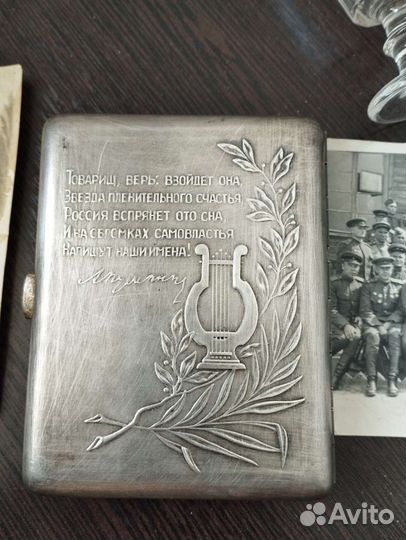 Товарищ, верь: взойдет она,
Звезда пленительного счастья,
Россия вспрянет ото сна,
И на обломках самовластья
Напишут наши имена!
А Пушкин
Avito